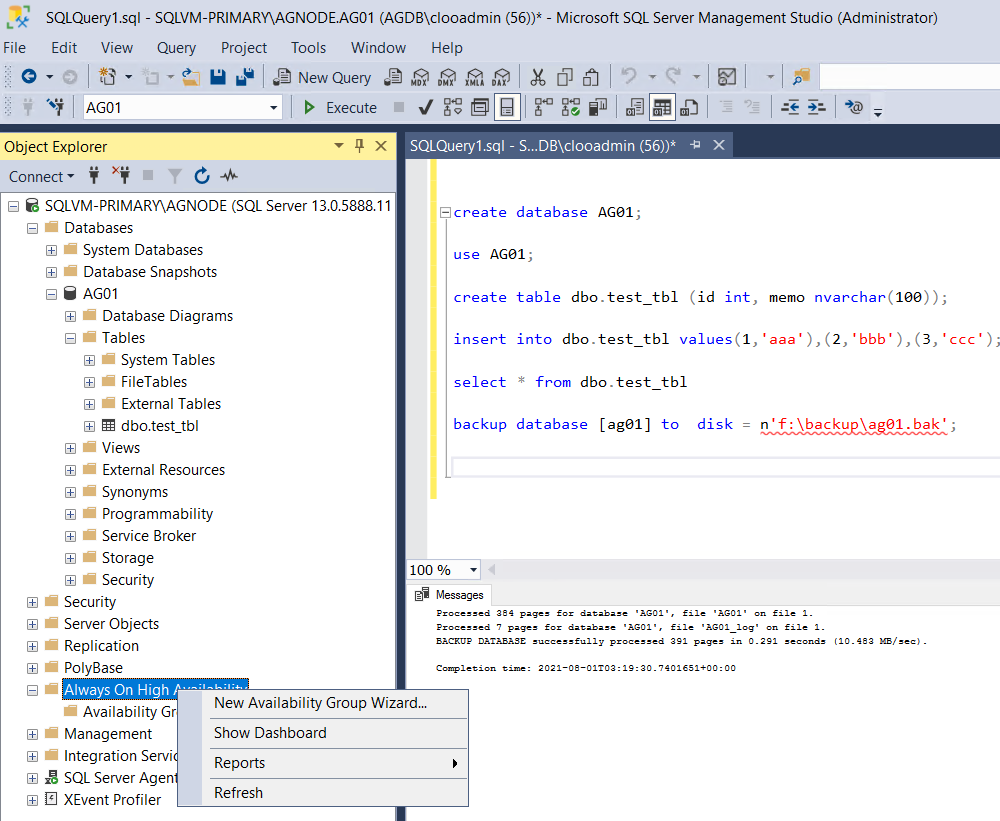 SQLQuery1.sql - SQLVM-PRIMARY\AGNODE.AG01 (AGDB\clooadmin (56))* - Microsoft SQL Server Management Studio (Administrator)
File Edit View Query Project Tools Window Help
New Query MDX DMX XMLA DAX
AG01 Execute
Object Explorer
Connect
SQLVM-PRIMARY\AGNODE (SQL Server 13.0.5888.11
Databases
System Databases
Database Snapshots
AG01
Database Diagrams
Tables
System Tables
FileTables
External Tables
dbo.test_tbl
Views
External Resources
Synonyms
Programmability
Service Broker
Storage
Security
Security
Server Objects
Replication
PolyBase
Always On High Availability
Availability Gr
Management
Integration Servic
SQL Server Agent
XEvent Profiler
New Availability Group Wizard...
Show Dashboard
Reports
Refresh
SQLQuery1.sql - S...DB\clooadmin (56))*
create database AG01;
use AG01;
create table dbo.test_tbl (id int, memo nvarchar(100));
insert into dbo.test_tbl values(1,'aaa'),(2,'bbb'),(3,'ccc');
select * from dbo.test_tbl
backup database [ag01] to  disk = n'f:\backup\ag01.bak';
100 %
Messages
Processed 384 pages for database 'AG01', file 'AG01' on file 1.
Processed 7 pages for database 'AG01', file 'AG01_log' on file 1.
BACKUP DATABASE successfully processed 391 pages in 0.291 seconds (10.483 MB/sec).
Completion time: 2021-08-01T03:19:30.7401651+00:00